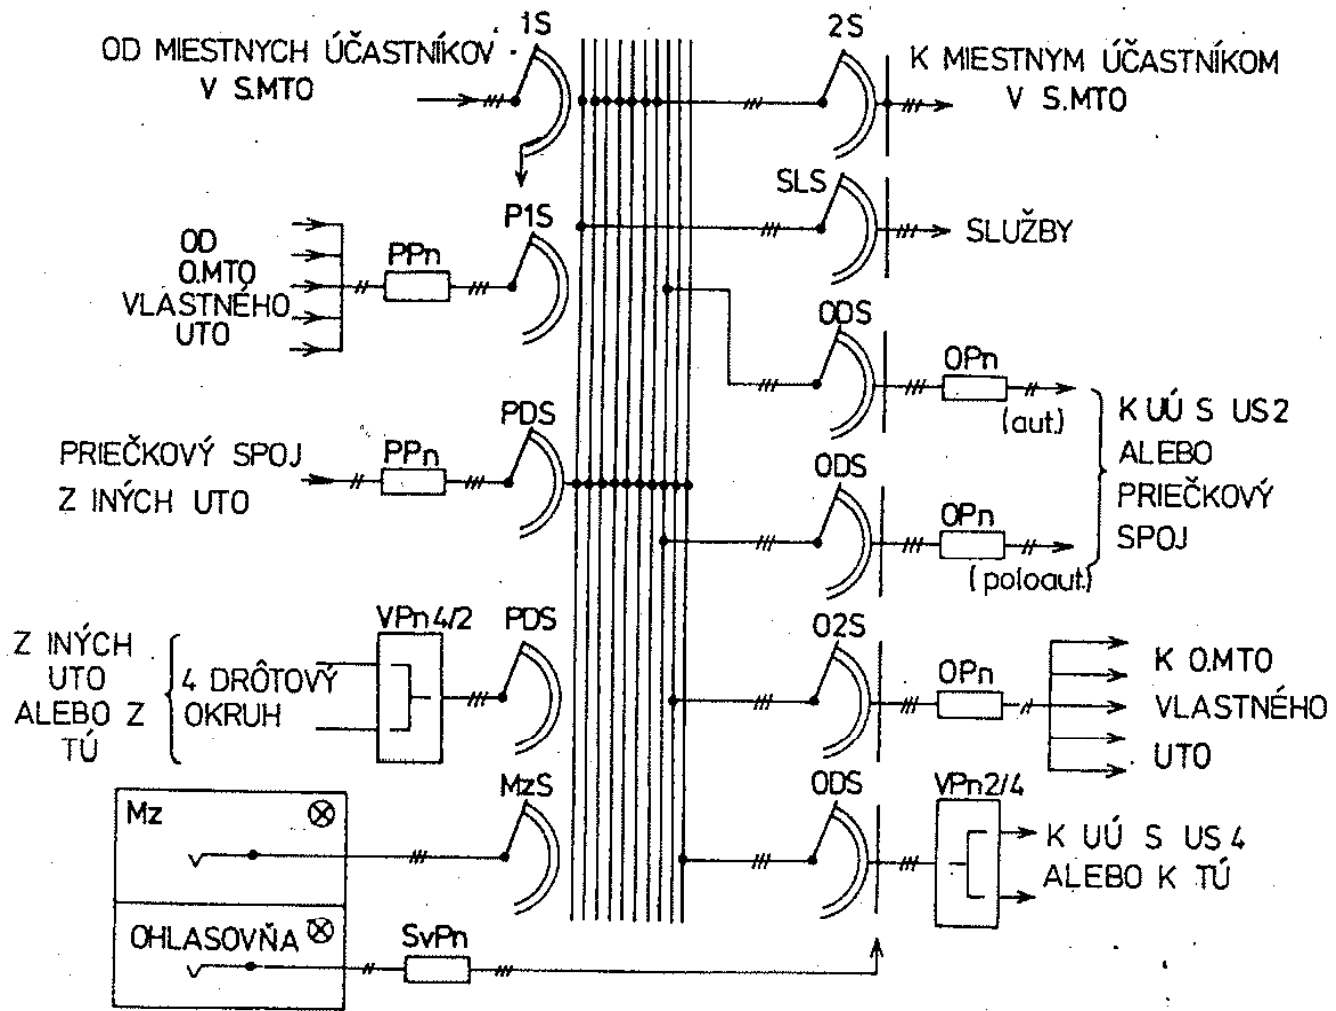 1S
OD MIESTNYCH ÚČASTNÍKOV
V S.MTO
2S
K MIESTNYM ÚČASTNÍKOM
V S.MTO
P1S
OD
O.MTO
VLASTNÉHO
UTO
PPn
SLS
SLUŽBY
ODS
OPn
(aut.)
PDS
PRIEČKOVÝ SPOJ
Z INÝCH UTO
PPn
ODS
OPn
(poloaut.)
K UÚ S US2
ALEBO
PRIEČKOVÝ
SPOJ
VPn 4/2
PDS
Z INÝCH
UTO
ALEBO Z
TÚ
4 DRÔTOVÝ
OKRUH
O2S
OPn
K O.MTO
VLASTNÉHO
UTO
MzS
Mz
ODS
VPn2/4
K UÚ S US4
ALEBO K TÚ
OHLASOVŇA
SvPn